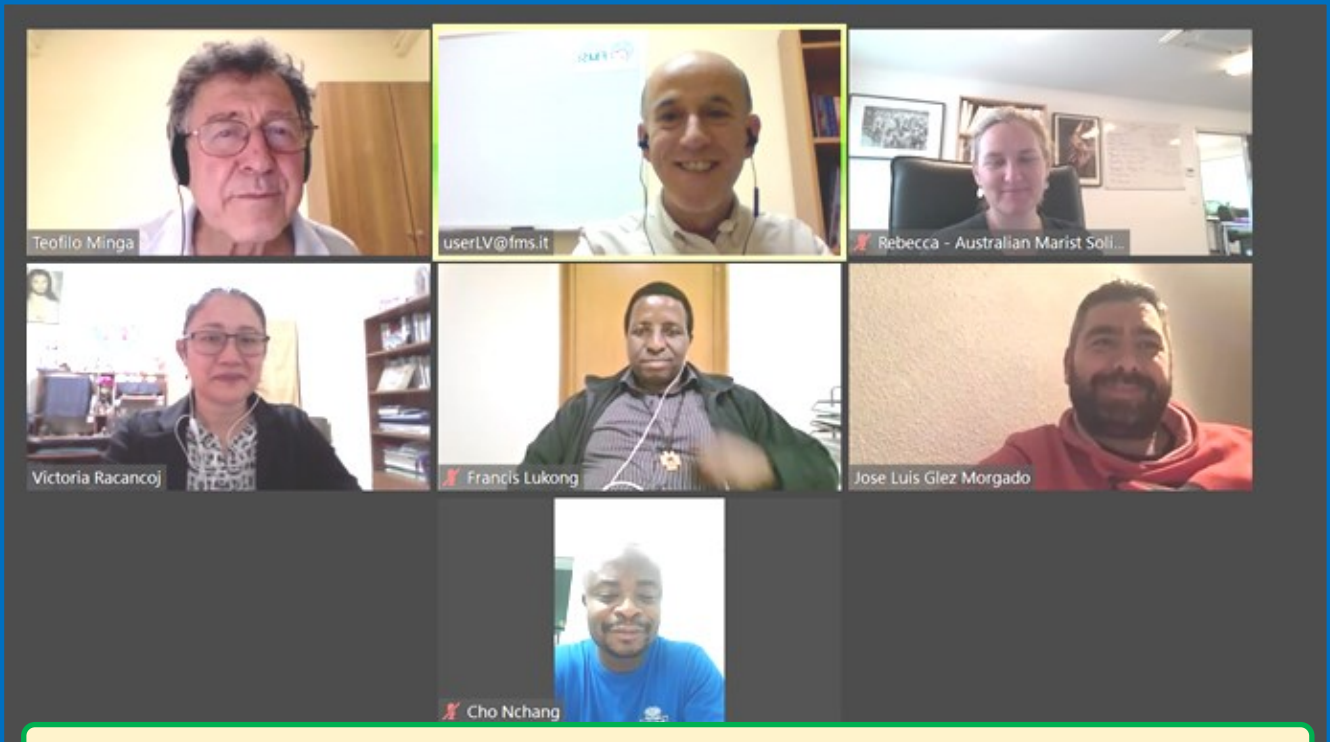 Teofilo Minga
userLV@fms.it
Rebecca - Australian Marist Soli...
Victoria Racancoj
Francis Lukong
Jose Luis Glez Morgado
Cho Nchang